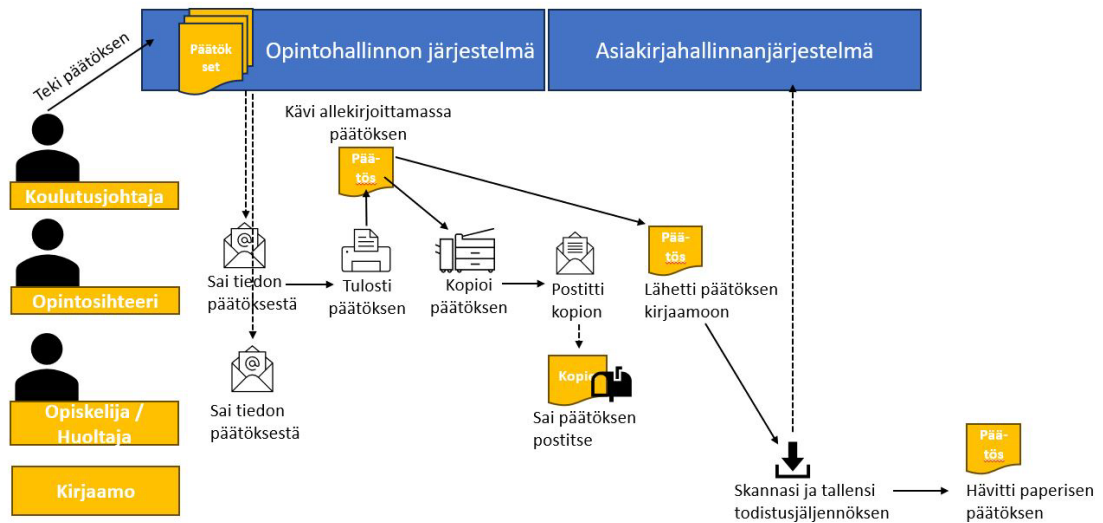 Teki päätöksen
Päätök
set
Opintohallinnon järjestelmä
Asiakirjahallinnanjärjestelmä
Kävi allekirjoittamassa
päätöksen
Pää-
tös
Koulutusjohtaja
Opintosihteeri
@
Sai tiedon
päätöksestä
Tulosti
päätöksen
Kopioi
päätöksen
Postitti
kopion
Pää-
tös
Lähetti päätöksen
kirjaamoon
Opiskelija /
Huoltaja
@
Sai tiedon
päätöksestä
Kopio
Sai päätöksen
postitse
Kirjaamo
Skannasi ja tallensi
todistusjäljennöksen
Pää-
tös
Hävitti paperisen
päätöksen